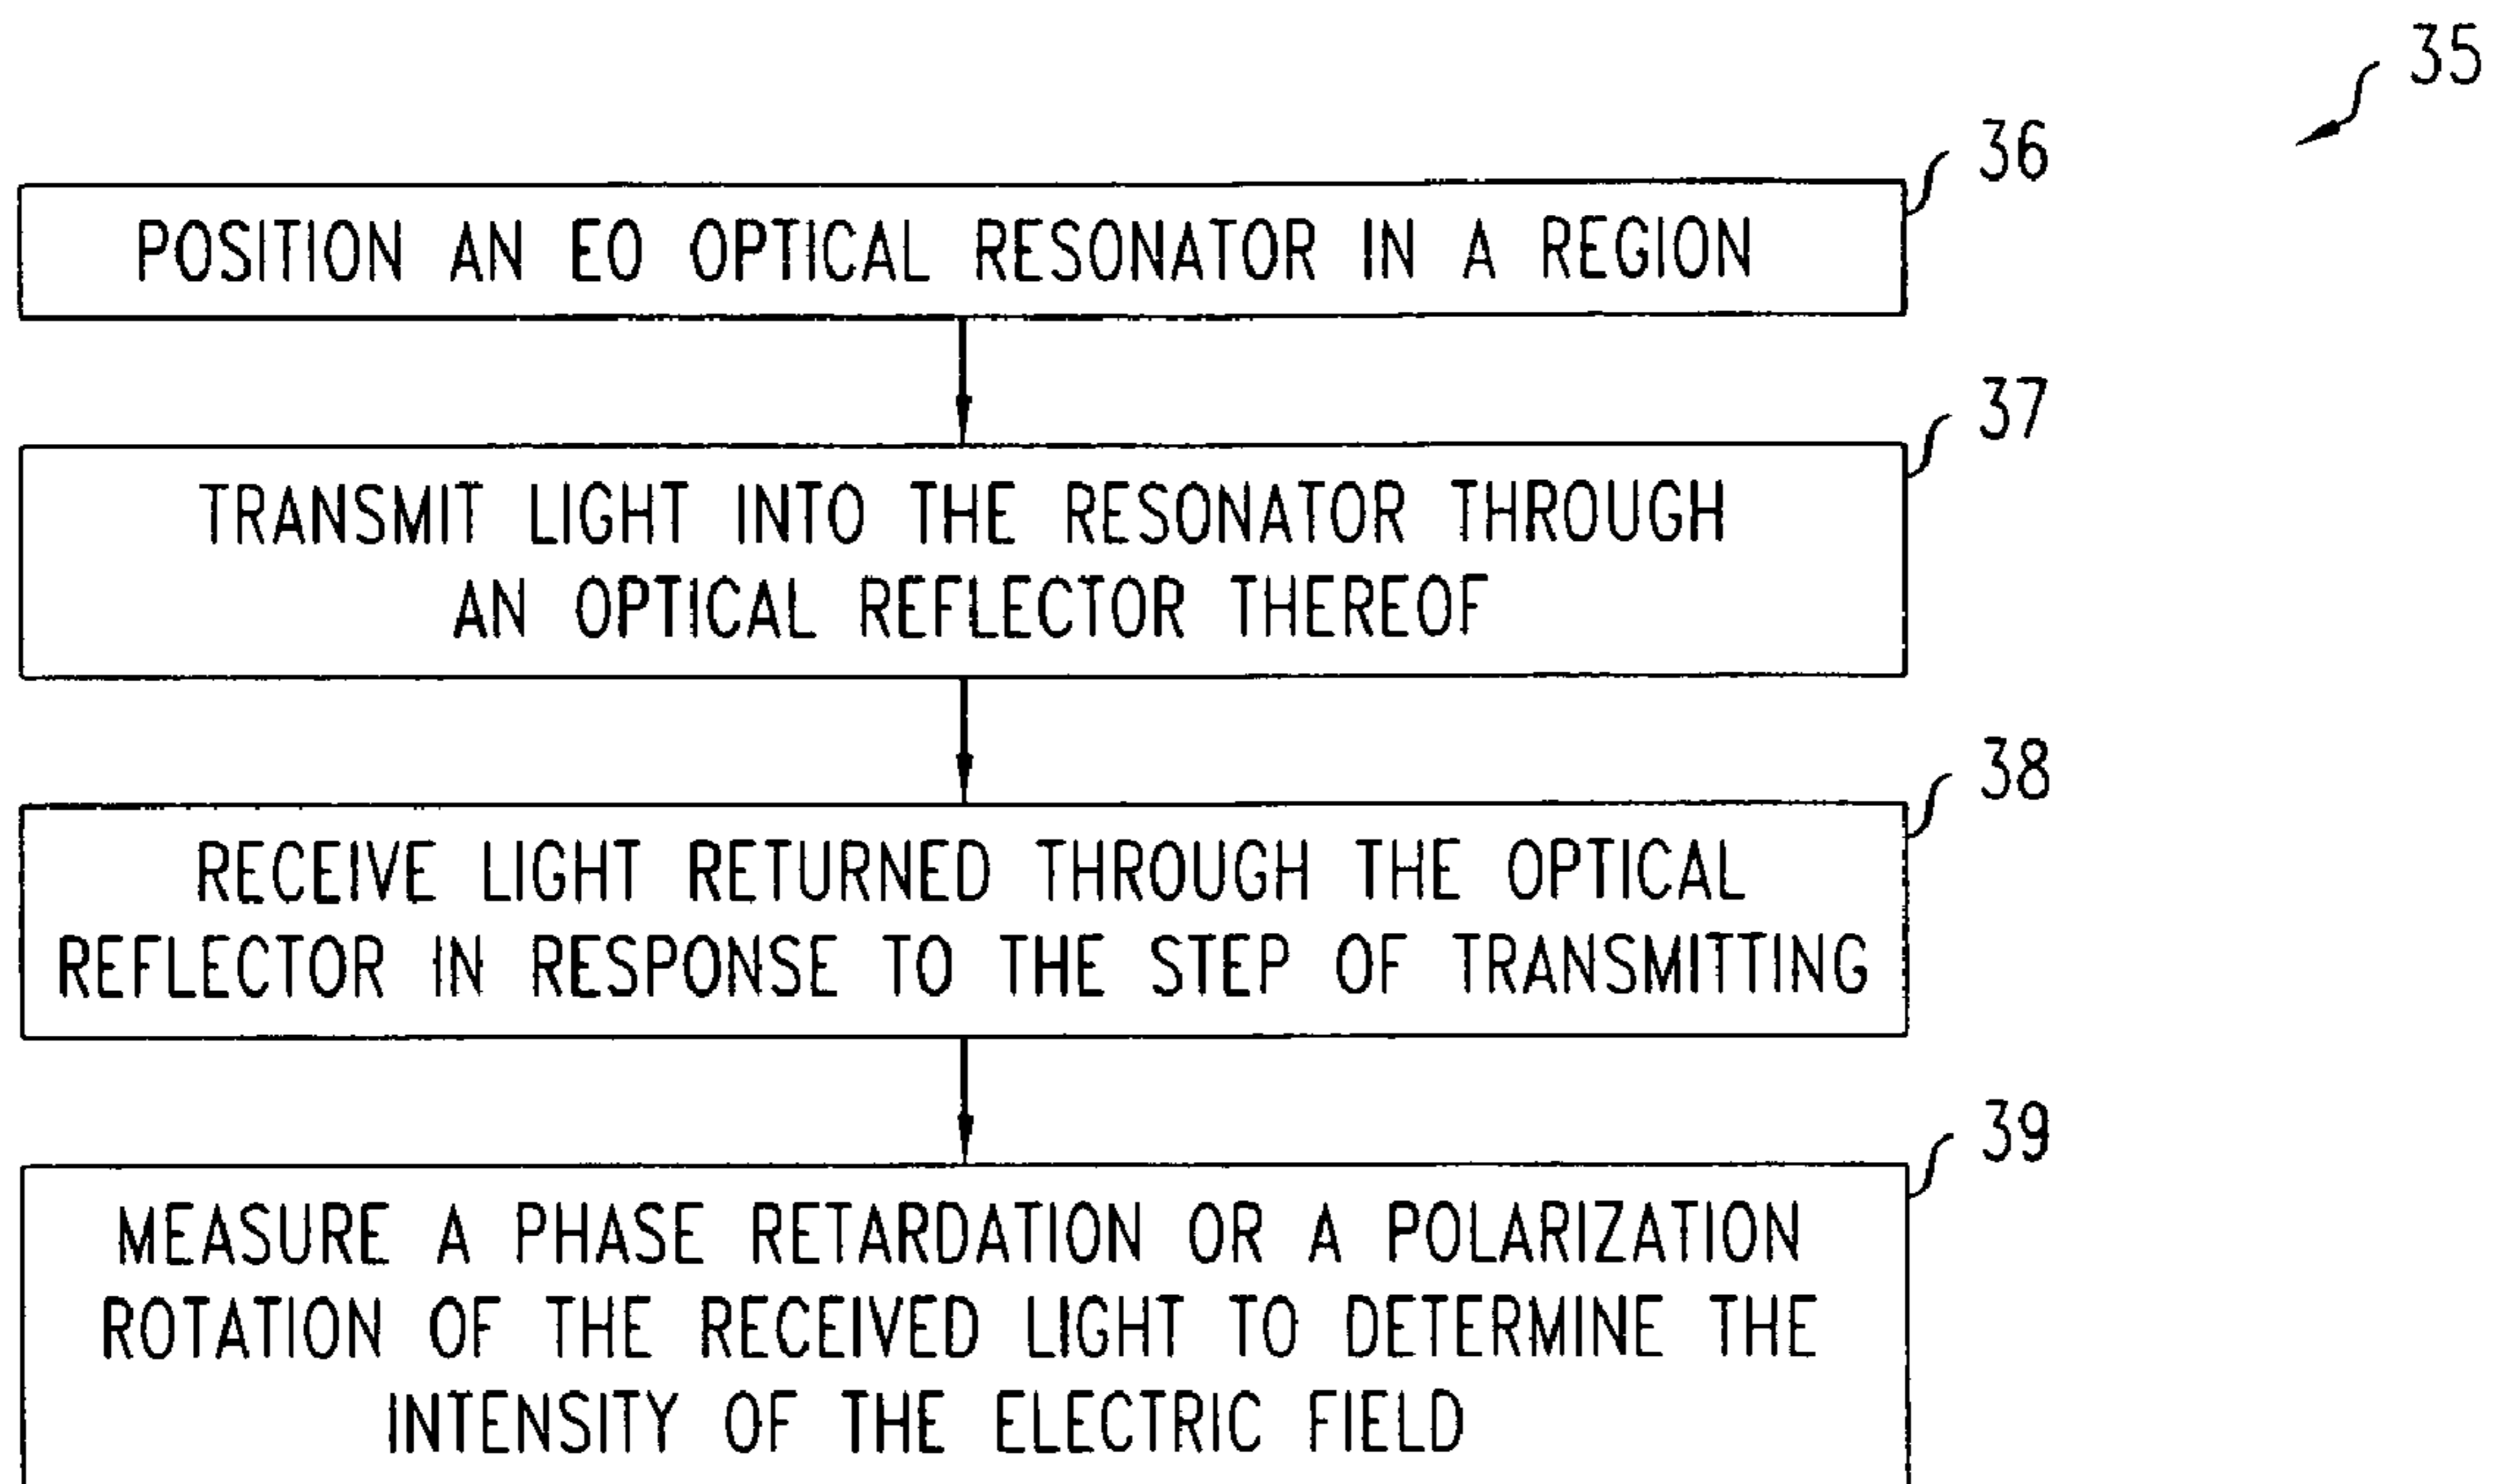 35
36
POSITION AN EO OPTICAL RESONATOR IN A REGION
37
TRANSMIT LIGHT INTO THE RESONATOR THROUGH
AN OPTICAL REFLECTOR THEREOF
38
RECEIVE LIGHT RETURNED THROUGH THE OPTICAL
REFLECTOR IN RESPONSE TO THE STEP OF TRANSMITTING
39
MEASURE A PHASE RETARDATION OR A POLARIZATION
ROTATION OF THE RECEIVED LIGHT TO DETERMINE THE
INTENSITY OF THE ELECTRIC FIELD